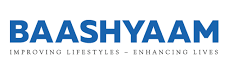 BAASHYAAM
IMPROVING LIFESTYLES – ENHANCING LIVES